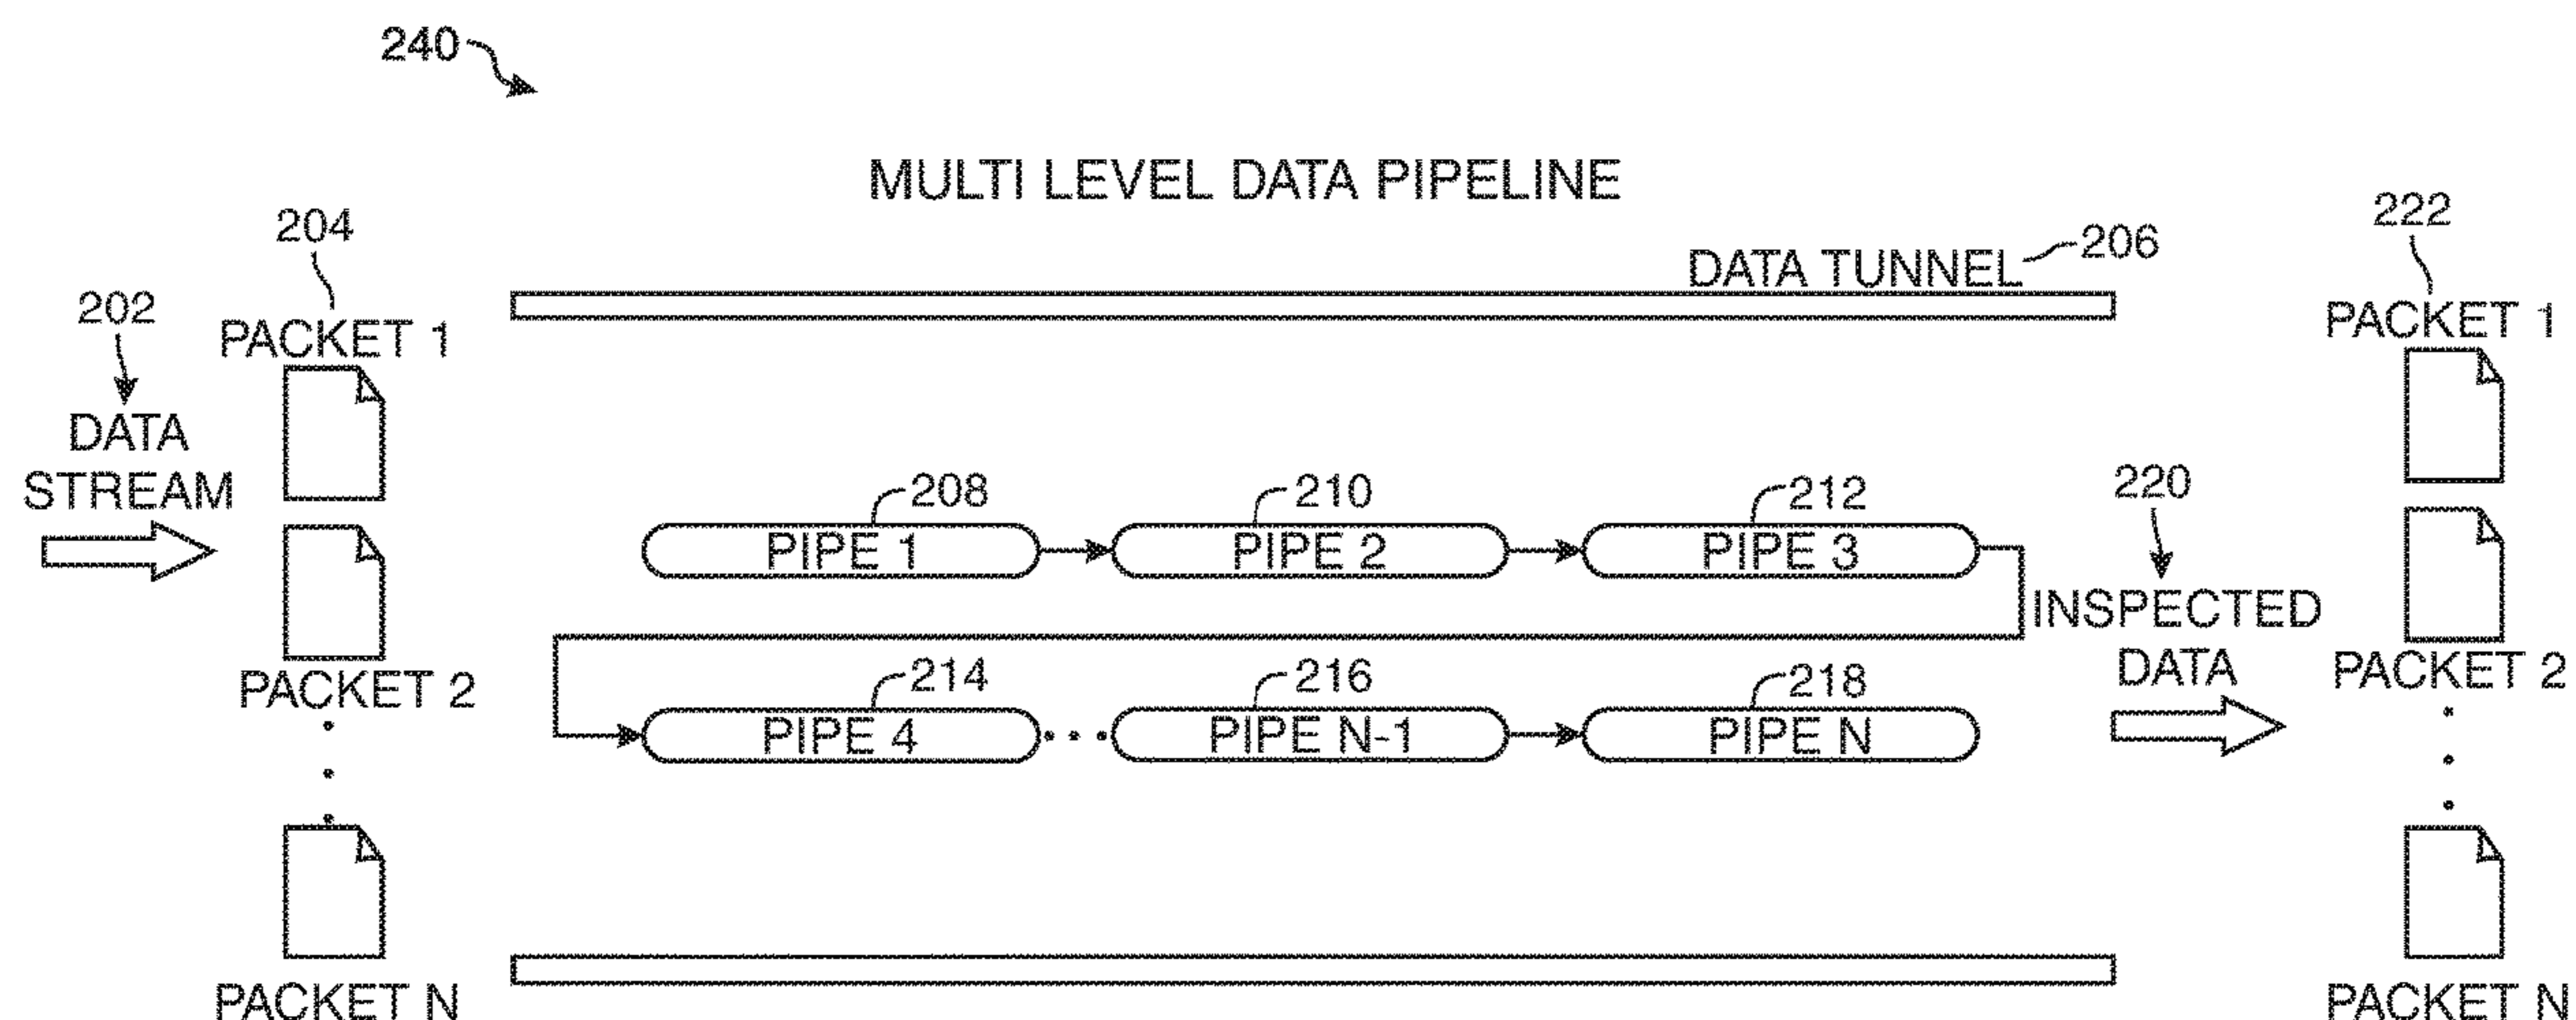 240
MULTI LEVEL DATA PIPELINE
204
222
DATA TUNNEL 206
202
PACKET 1
PACKET 1
DATA
STREAM
208
210
212
220
PIPE 1
PIPE 2
PIPE 3
INSPECTED
DATA
PACKET 2
214
216
218
PACKET 2
PIPE 4
PIPE N-1
PIPE N
PACKET N
PACKET N